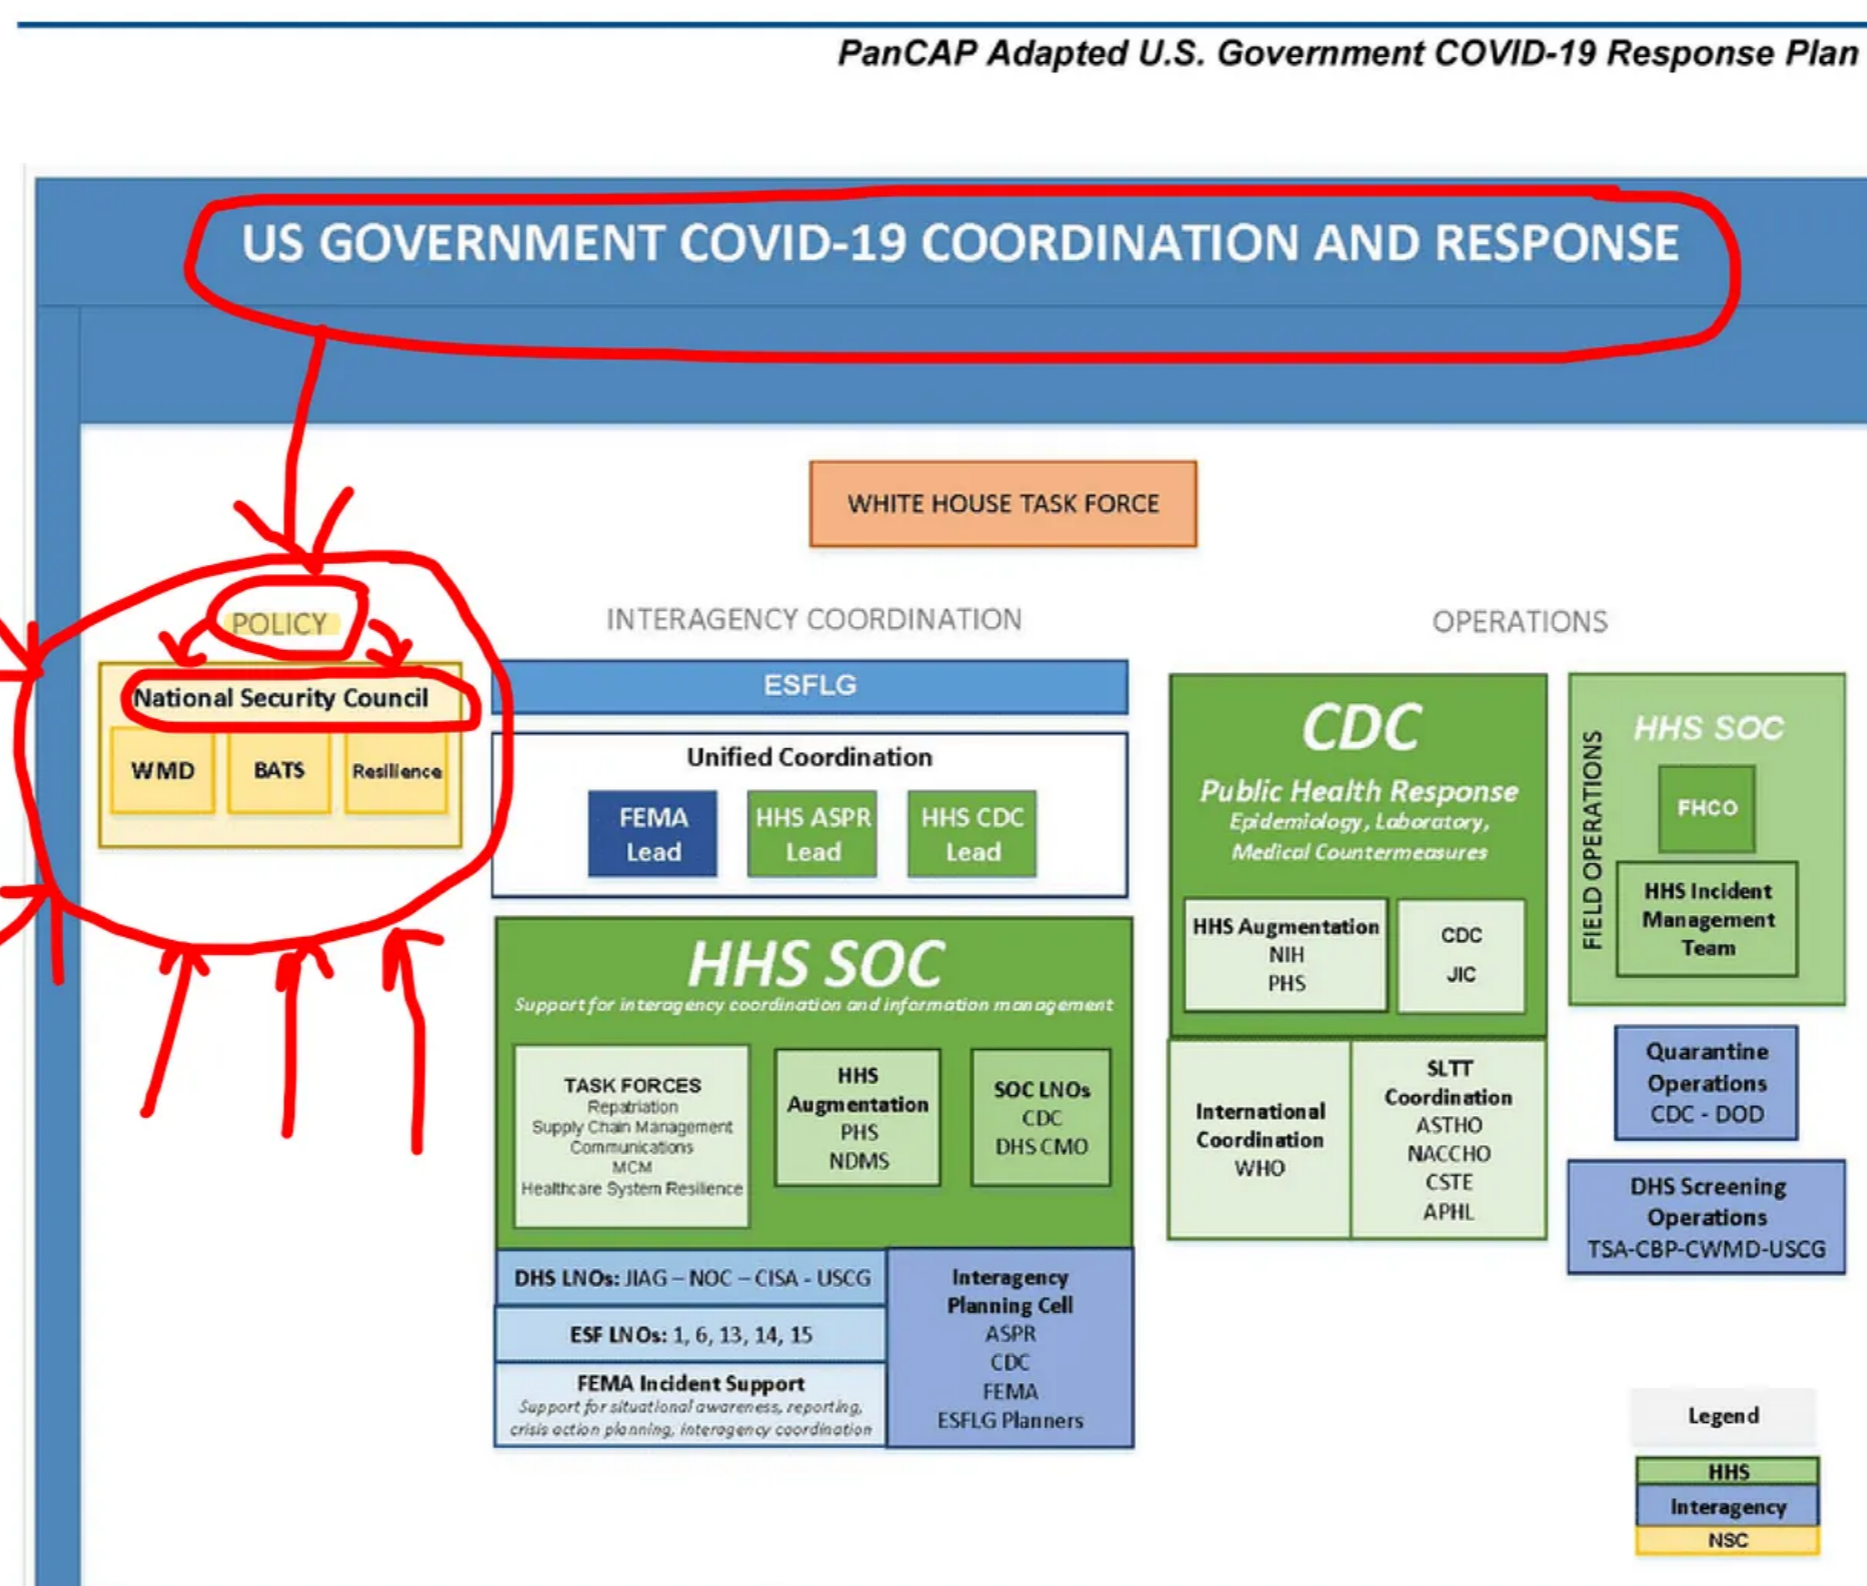 PanCAP Adapted U.S. Government COVID-19 Response Plan
US GOVERNMENT COVID-19 COORDINATION AND RESPONSE
WHITE HOUSE TASK FORCE
POLICY
National Security Council
WMD
BATS
Resilience
INTERAGENCY COORDINATION
ESFLG
Unified Coordination
FEMA
Lead
HHS ASPR
Lead
HHS CDC
Lead
HHS SOC
Support for interagency coordination and information management
TASK FORCES
Repatriation
Supply Chain Management
Communications
MCM
Healthcare System Resilience
HHS
Augmentation
PHS
NDMS
SOC LNOs
CDC
DHS CMO
DHS LNOs: JIAG – NOC – CISA - USCG
ESF LNOs: 1, 6, 13, 14, 15
FEMA Incident Support
Support for situational awareness, reporting,
crisis action planning, interagency coordination
Interagency
Planning Cell
ASPR
CDC
FEMA
ESFLG Planners
OPERATIONS
CDC
Public Health Response
Epidemiology, Laboratory,
Medical Countermeasures
HHS Augmentation
NIH
PHS
CDC
JIC
International
Coordination
WHO
SLTT
Coordination
ASTHO
NACCHO
CSTE
APHL
FIELD OPERATIONS
HHS SOC
FHCO
HHS Incident
Management
Team
Quarantine
Operations
CDC - DOD
DHS Screening
Operations
TSA-CBP-CWMD-USCG
Legend
HHS
Interagency
NSC